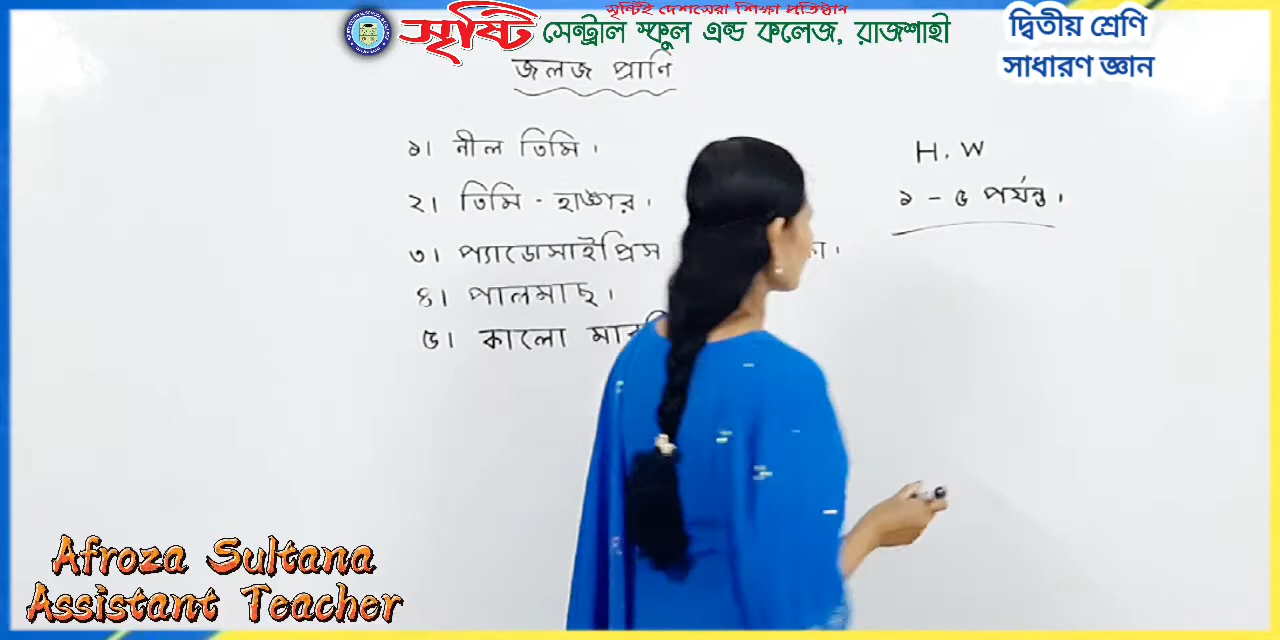 সৃষ্টিই দেশসেরা শিক্ষা প্রতিষ্ঠান
সৃষ্টি সেন্ট্রাল স্কুল এন্ড কলেজ, রাজশাহী
দ্বিতীয় শ্রেণি
সাধারণ জ্ঞান
জলজ প্রাণি
১। নীল তিমি।
২। তিমি - হাঙ্গর।
৩। প্যাডোসাইপ্রিস
৪। পালমাছ।
৫। কালো
H.W
১ - ৫ পর্যন্ত।
Afroza Sultana
Assistant Teacher